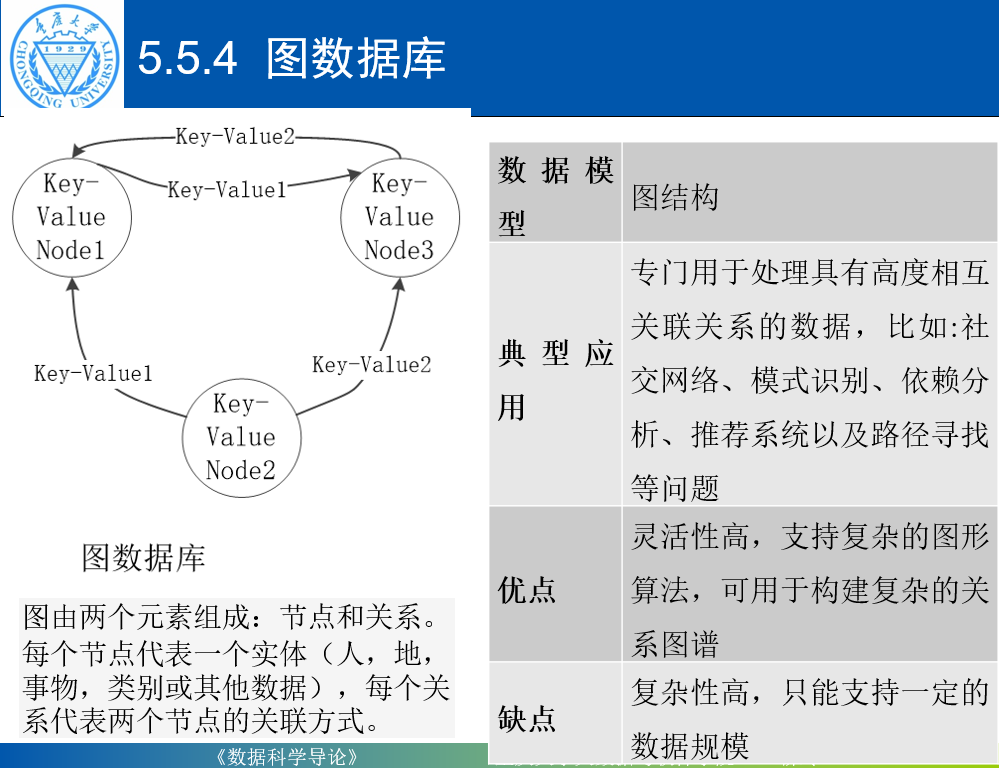 重庆大学
1929
CHONGQING UNIVERSITY
5.5.4 图数据库
Key-Value2
Key-Value1
Key-
Value
Node1
Key-
Value
Node3
Key-Value1
Key-Value2
Key-
Value
Node2
图数据库
图由两个元素组成：节点和关系。
每个节点代表一个实体（人，地，
事物，类别或其他数据），每个关
系代表两个节点的关联方式。
数据模
型
图结构
典型应
用
专门用于处理具有高度相互
关联关系的数据，比如:社
交网络、模式识别、依赖分
析、推荐系统以及路径寻找
等问题
优点
灵活性高，支持复杂的图形
算法，可用于构建复杂的关
系图谱
缺点
复杂性高，只能支持一定的
数据规模
《数据科学导论》